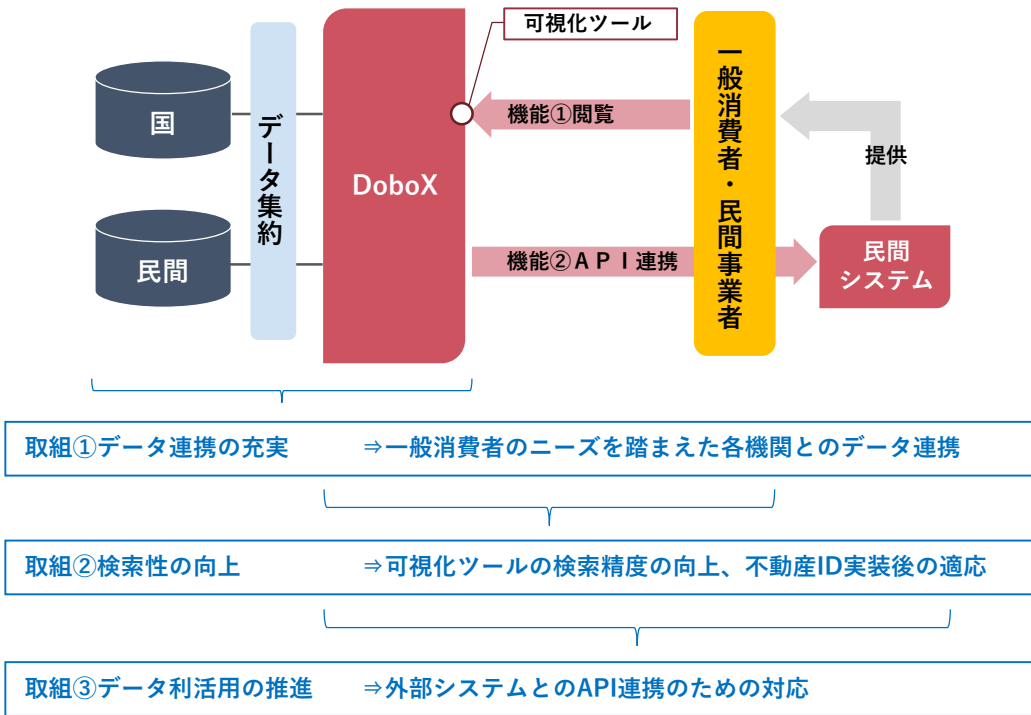 可視化ツール
国
民間
データ集約
DoboX
機能①閲覧
機能②ＡＰＩ連携
一般消費者・民間事業者
提供
民間
システム
取組①データ連携の充実 ⇒一般消費者のニーズを踏まえた各機関とのデータ連携
取組②検索性の向上 ⇒可視化ツールの検索精度の向上、不動産ID実装後の適応
取組③データ利活用の推進 ⇒外部システムとのAPI連携のための対応